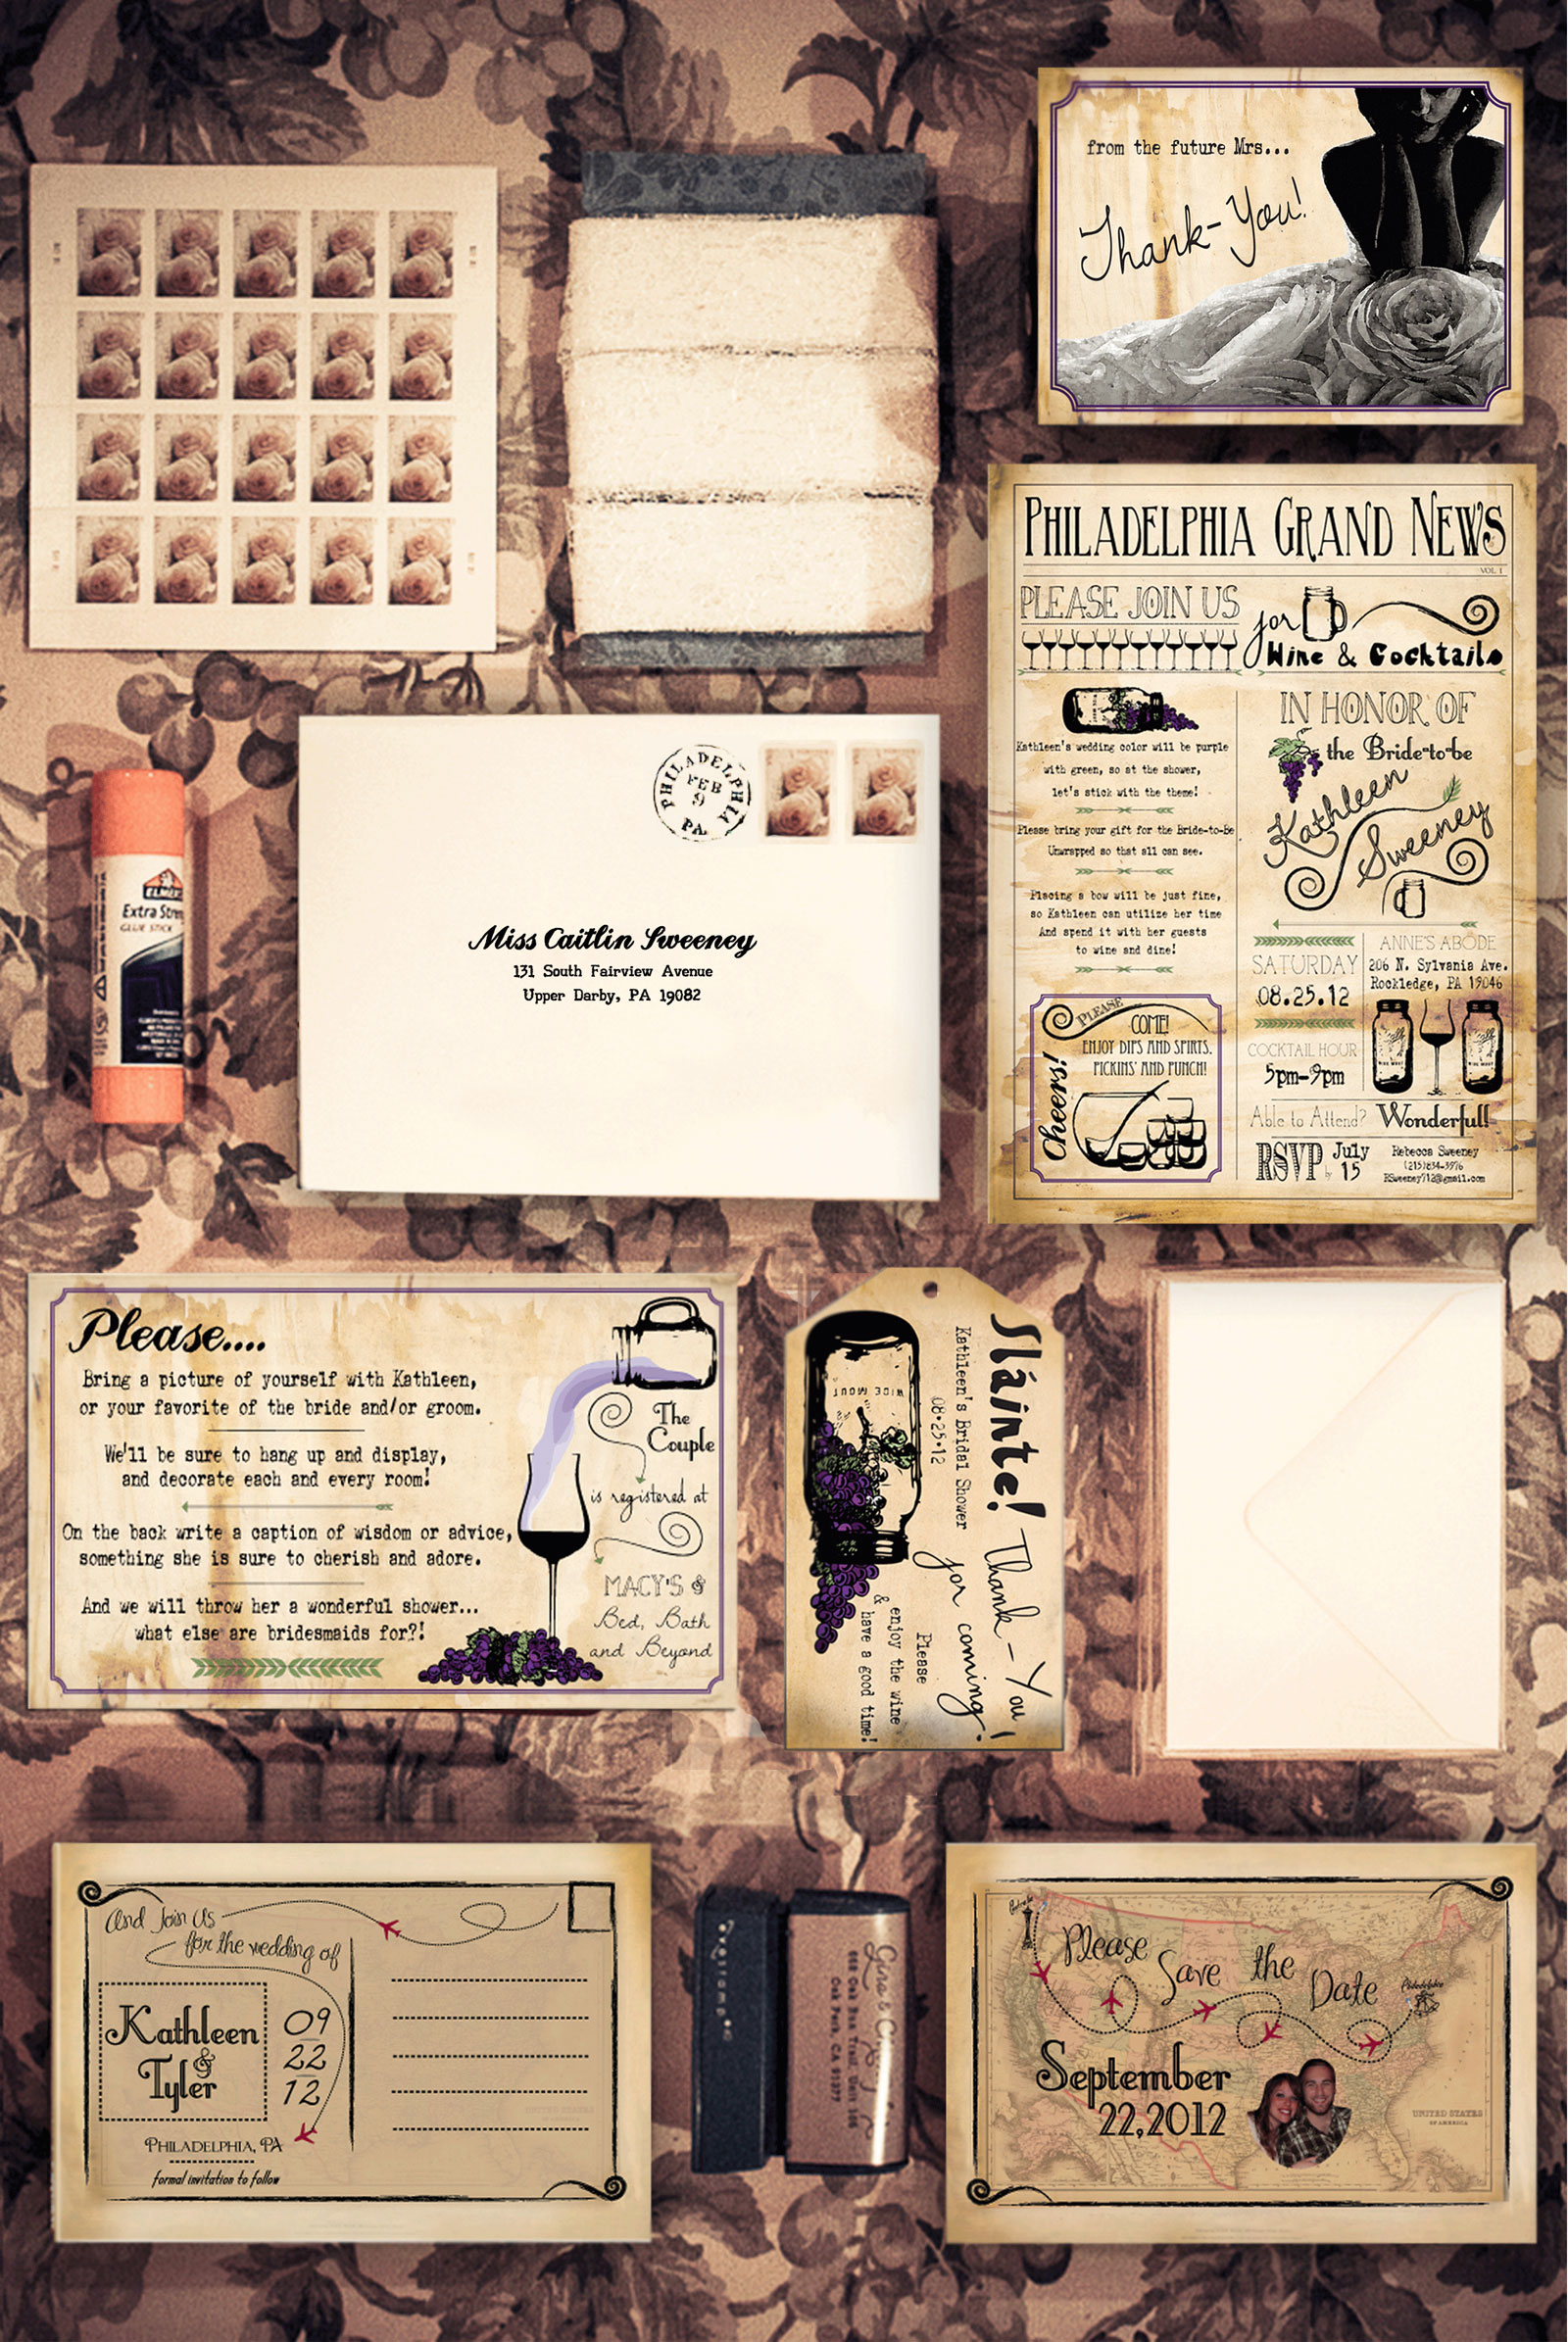 from the future Mrs...
Thank-You!
PHILADELPHIA GRAND NEWS
VOL 1
PLEASE JOIN US
for
Wine & Cocktails
Kathleen's wedding color will be purple
with green, so at the shower,
let's stick with the theme!
Please bring your gift for the Bride-to-Be
Unwrapped so that all can see.
Placing a bow will be just fine,
so Kathleen can utilize her time
And spend it with her guests
to wine and dine!
PLEASE
COME!
ENJOY DIPS AND SPIRTS,
PICKINS' AND PUNCH!
Cheers!
IN HONOR OF
the Bride-to-be
Kathleen
Sweeney
SATURDAY
08.25.12
COCKTAIL HOUR
5pm-9pm
ANNE'S ABODE
206 N. Sylvania Ave.
Rockledge, PA 19046
Able to Attend? Wonderful!
RSVP by July 15
Rebecca Sweeney
(215)834-3976
RSweeney712@gmail.com
PHILADELPHIA
FEB
9
PA.
Miss Caitlin Sweeney
131 South Fairview Avenue
Upper Darby, PA 19082
ELMER'S
Extra Stren
GLUE STICK
Please....
Bring a picture of yourself with Kathleen,
or your favorite of the bride and/or groom.
We'll be sure to hang up and display,
and decorate each and every room!
On the back write a caption of wisdom or advice,
something she is sure to cherish and adore.
And we will throw her a wonderful shower...
what else are bridesmaids for?!
The
Couple
is registered at
MACY'S &
Bed, Bath
and Beyond
Sláinte! Thank-You!
for coming!
Kathleen's Bridal Shower
08•25•12
Please
enjoy the wine
& have a good time!
WIDE MOUT
And Join Us
for the wedding of
Kathleen
&
Tyler
09
22
12
PHILADELPHIA, PA
formal invitation to follow
Please
Save the
Date
Philadelphia
September
22,2012
UNITED STATES
OF AMERICA